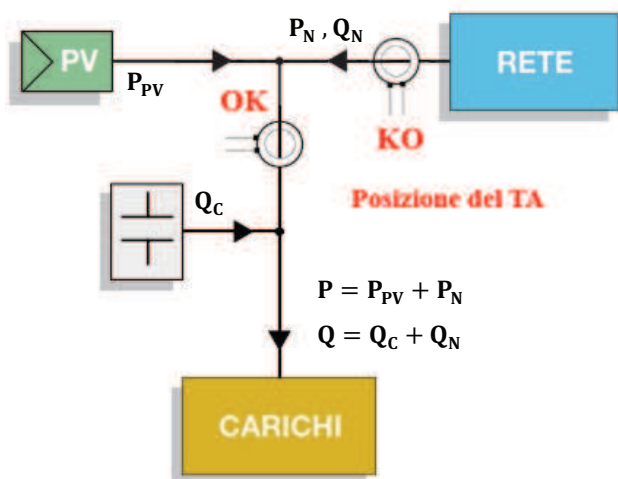 P_N , Q_N
PV
RETE
P_PV
OK
KO
Q_C
Posizione del TA
P = P_PV + P_N
Q = Q_C + Q_N
CARICHI